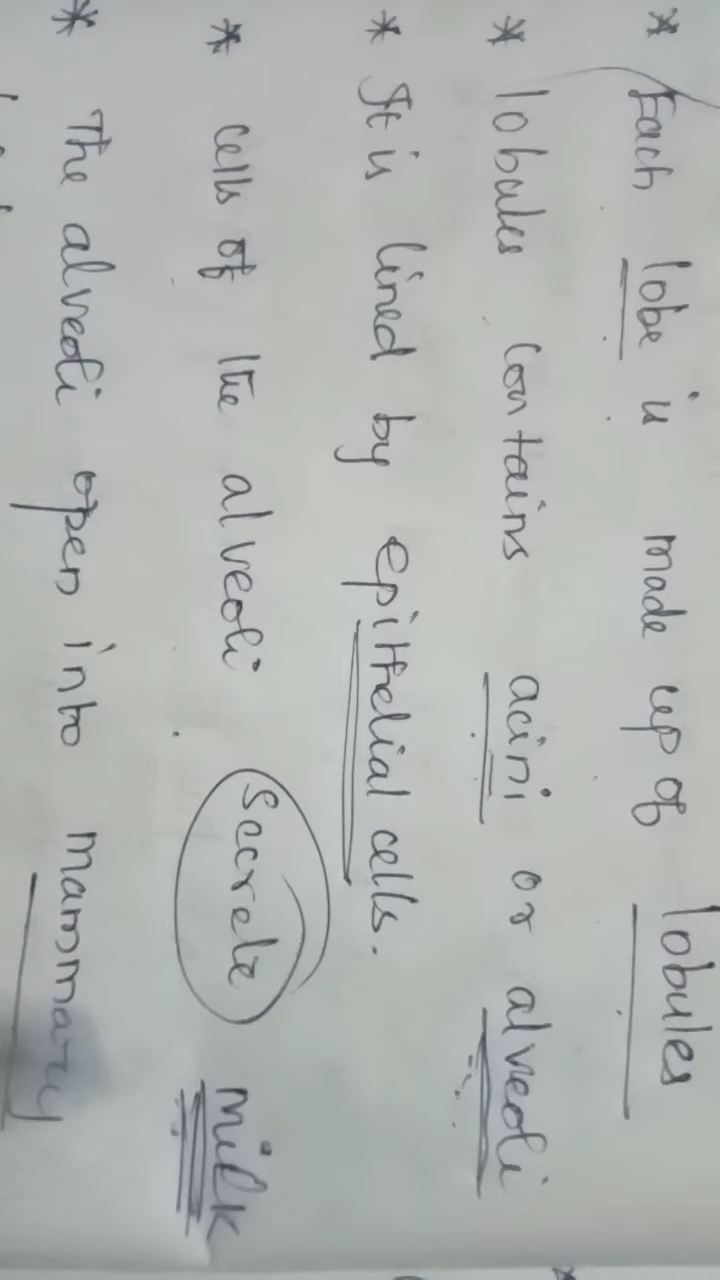 * Each lobe is made up of lobules
* lobules contains acini or alveoli
* It is lined by epithelial cells.
* cells of the alveoli secrete milk
* The alveoli open into mammary